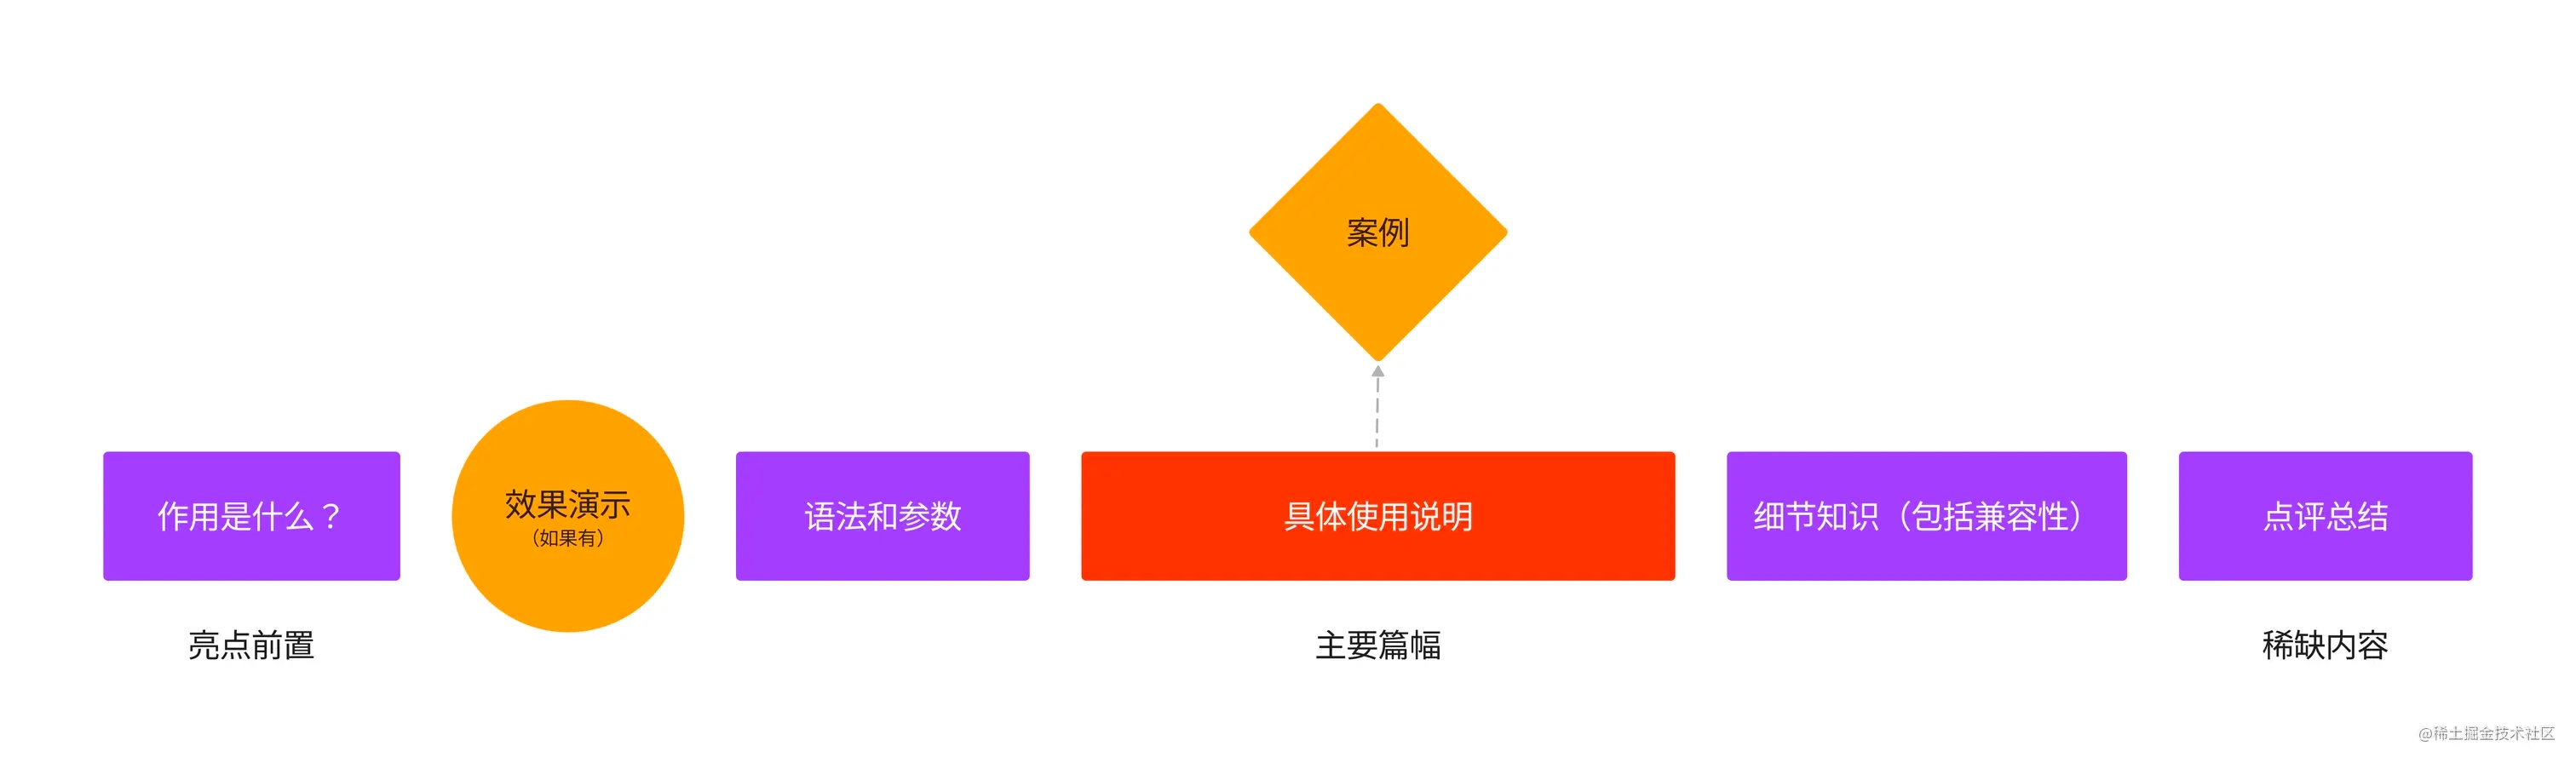 案例
作用是什么？
效果演示
（如果有）
语法和参数
具体使用说明
细节知识（包括兼容性）
点评总结
亮点前置
主要篇幅
稀缺内容
@稀土掘金技术社区